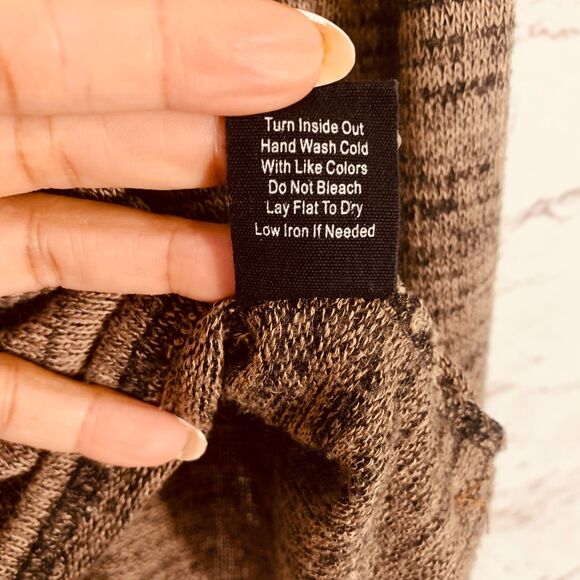 Turn Inside Out
Hand Wash Cold
With Like Colors
Do Not Bleach
Lay Flat To Dry
Low Iron If Needed